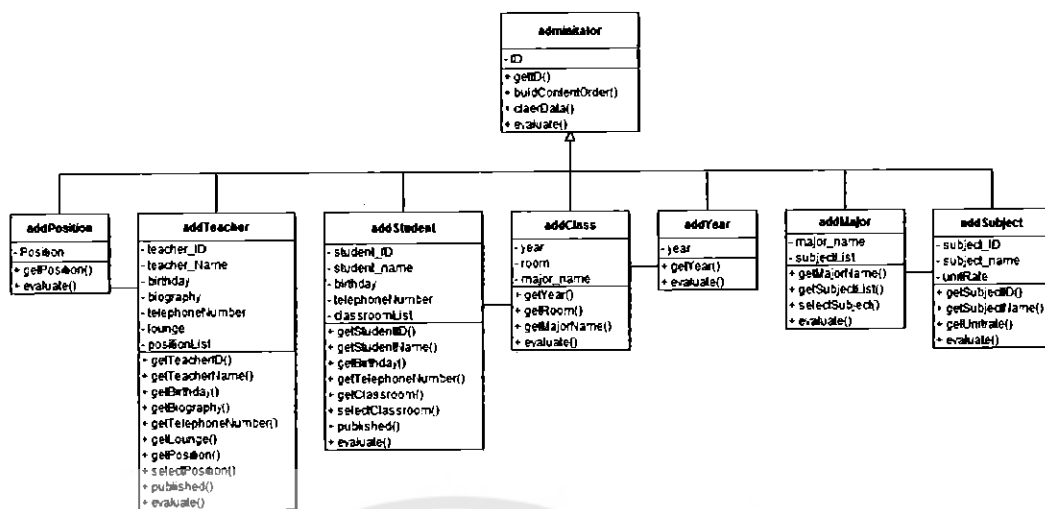 adminitator
- ID
+ getID()
+ buidContentOrder()
+ claerData()
+ evaluate()
addPosition
- Position
+ getPosition()
+ evaluate()
addTeacher
- teacher_ID
- teacher_Name
- birthday
- biography
- telephoneNumber
- lounge
- positionList
+ getTeacherID()
+ getTeacherName()
+ getBirthday()
+ getBiography()
+ getTelephoneNumber()
+ getLounge()
+ getPosition()
+ selectPosition()
+ published()
+ evaluate()
addStudent
- student_ID
- student_name
- birthday
- telephoneNumber
- classroomList
+ getStudentID()
+ getStudentName()
+ getBirthday()
+ getTelephoneNumber()
+ getClassroom()
+ selectClassroom()
+ published()
+ evaluate()
addClass
- year
- room
- major_name
+ getYear()
+ getRoom()
+ getMajorName()
+ evaluate()
addYear
- year
+ getYear()
+ evaluate()
addMajor
- major_name
- subjectList
+ getMajorName()
+ getSubjectList()
+ selectSubject()
+ evaluate()
addSubject
- subject_ID
- subject_name
- unitRate
+ getSubjectID()
+ getSubjectName()
+ getUnitrate()
+ evaluate()